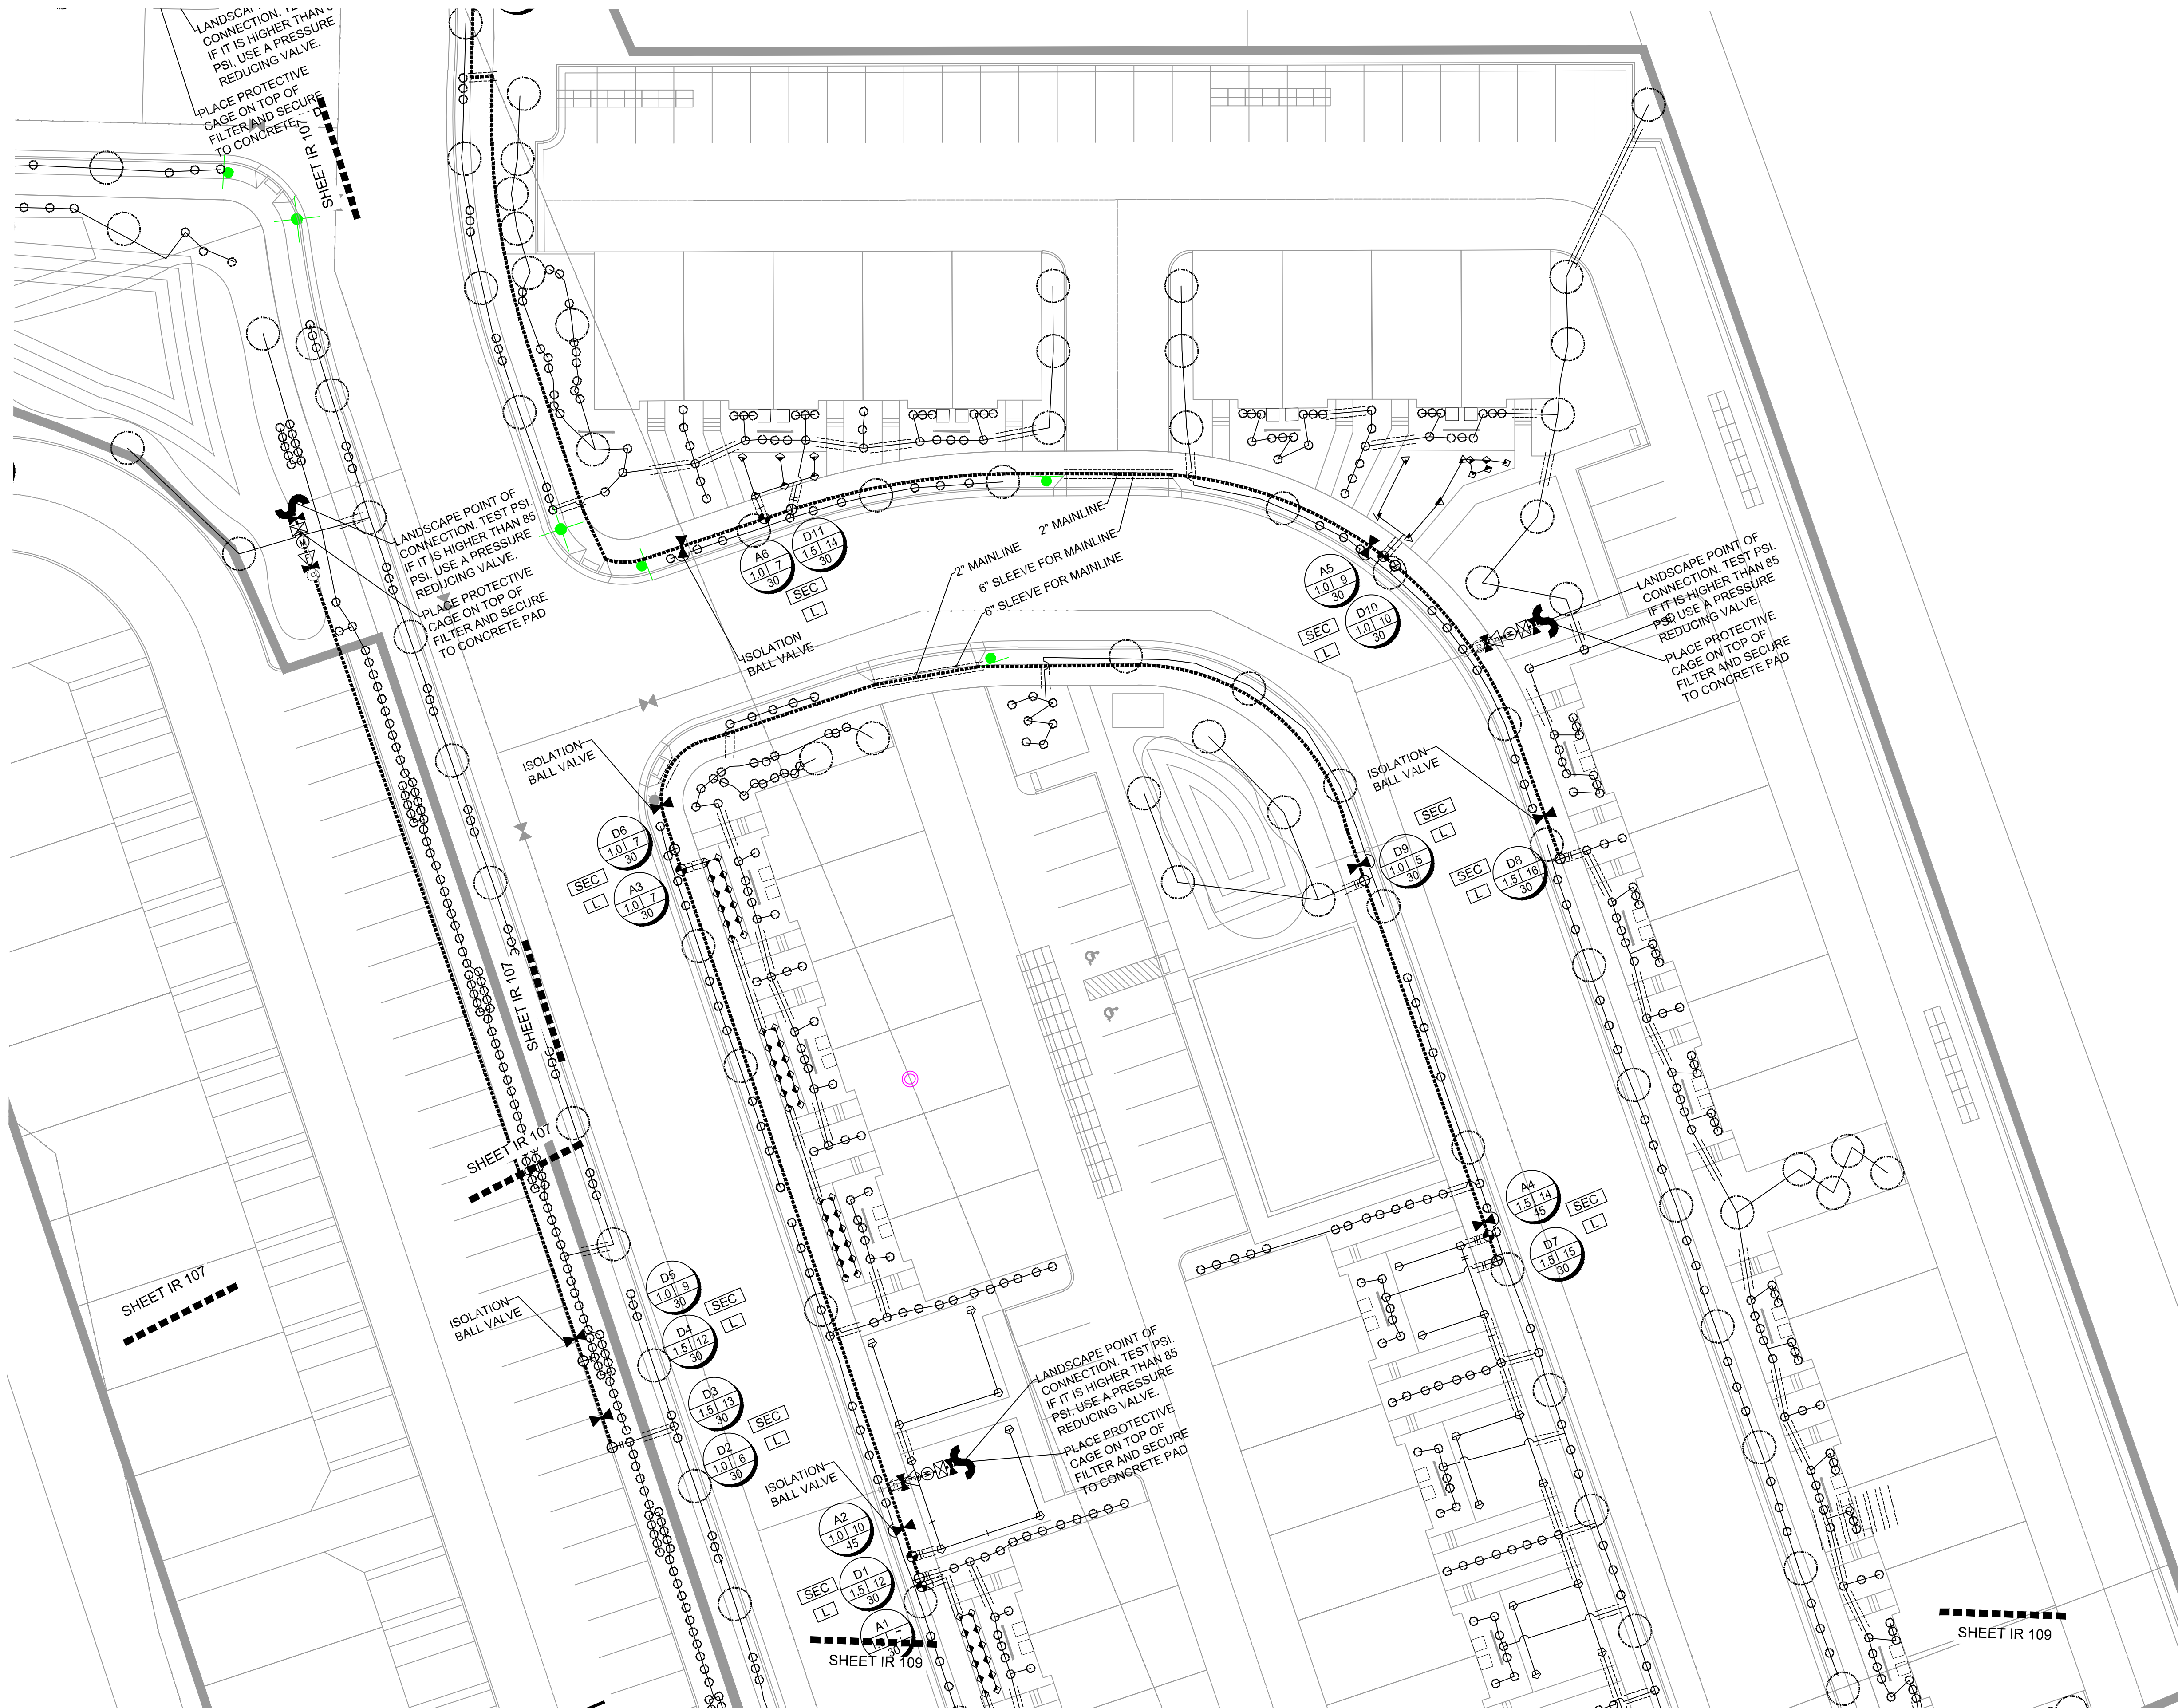 LANDSCA
CONNECTION. TE
IF IT IS HIGHER THAN
PSI, USE A PRESSURE
REDUCING VALVE.
PLACE PROTECTIVE
CAGE ON TOP OF
FILTER AND SECURE
TO CONCRETE
SHEET IR 107
LANDSCAPE POINT OF
CONNECTION. TEST PSI.
IF IT IS HIGHER THAN 85
PSI, USE A PRESSURE
REDUCING VALVE.
PLACE PROTECTIVE
CAGE ON TOP OF
FILTER AND SECURE
TO CONCRETE PAD
A6
1.0 7
30
D11
1.5 14
30
SEC
L
2" MAINLINE
2" MAINLINE
6" SLEEVE FOR MAINLINE
6" SLEEVE FOR MAINLINE
ISOLATION
BALL VALVE
A5
1.0 9
30
D10
1.0 10
30
SEC
L
LANDSCAPE POINT OF
CONNECTION. TEST PSI.
IF IT IS HIGHER THAN 85
PSI, USE A PRESSURE
REDUCING VALVE.
PLACE PROTECTIVE
CAGE ON TOP OF
FILTER AND SECURE
TO CONCRETE PAD
ISOLATION
BALL VALVE
ISOLATION
BALL VALVE
D6
1.0 7
30
SEC
L
A3
1.0 7
30
SEC
L
D9
1.0 5
30
SEC
L
D8
1.5 16
30
SHEET IR 107
SHEET IR 107
SHEET IR 107
A4
1.5 14
45
SEC
L
D7
1.5 15
30
ISOLATION
BALL VALVE
D5
1.0 9
30
SEC
L
D4
1.5 12
30
D3
1.5 13
30
SEC
L
D2
1.0 6
30
LANDSCAPE POINT OF
CONNECTION. TEST PSI.
IF IT IS HIGHER THAN 85
PSI, USE A PRESSURE
REDUCING VALVE.
PLACE PROTECTIVE
CAGE ON TOP OF
FILTER AND SECURE
TO CONCRETE PAD
ISOLATION
BALL VALVE
A2
1.0 10
45
SEC
L
D1
1.5 12
30
A1
7
30
SHEET IR 109
SHEET IR 109